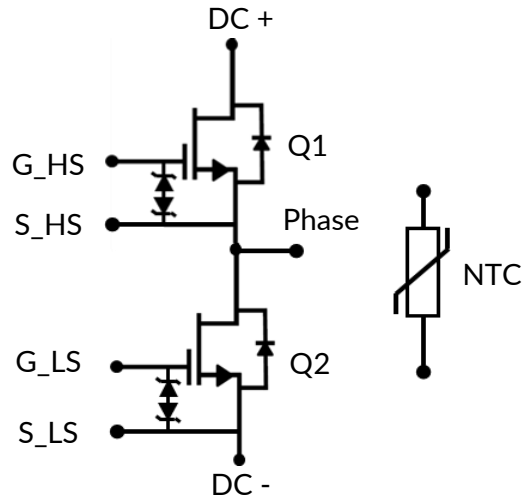 DC +
G_HS
Q1
S_HS
Phase
NTC
G_LS
Q2
S_LS
DC -